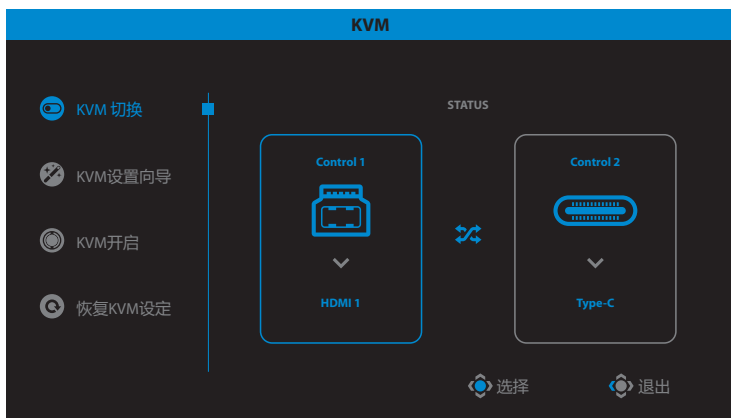 KVM
KVM 切换
KVM设置向导
KVM开启
恢复KVM设定
STATUS
Control 1
HDMI 1
Control 2
Type-C
选择
退出